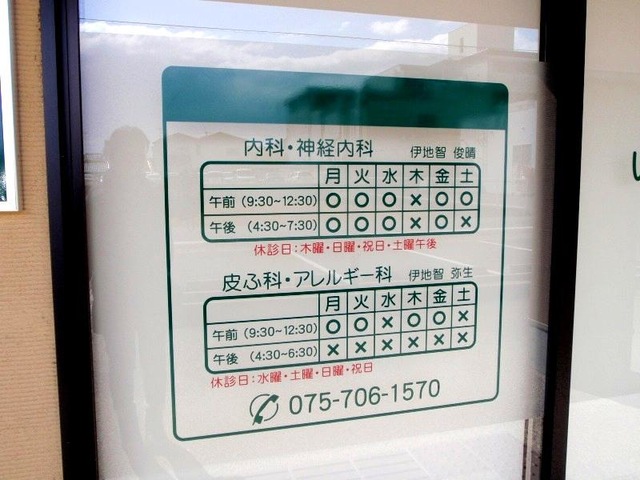 内科・神経内科 伊地智 俊晴
月 火 水 木 金 土
午前 (9:30~12:30) ○ ○ ○ × ○ ○
午後 (4:30~7:30) ○ ○ ○ × ○ ×
休診日:木曜・日曜・祝日・土曜午後
皮ふ科・アレルギー科 伊地智 弥生
月 火 水 木 金 土
午前 (9:30~12:30) ○ ○ × ○ ○ ×
午後 (4:30~6:30) × × × × × ×
休診日:水曜・土曜・日曜・祝日
075-706-1570